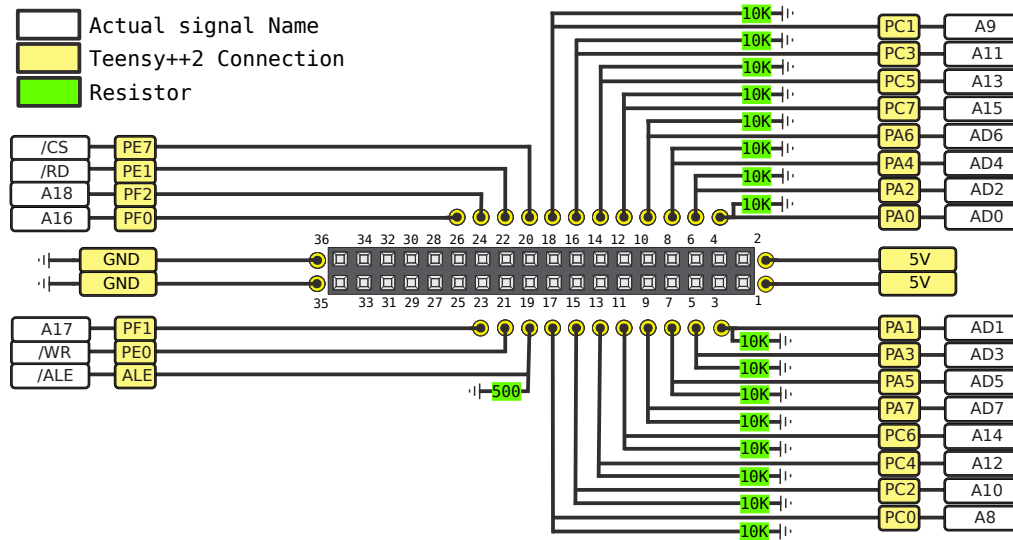 Actual signal Name
Teensy++2 Connection
Resistor
10K
PC1 A9
10K
PC3 A11
10K
PC5 A13
10K
PC7 A15
10K
PA6 AD6
10K
PA4 AD4
10K
PA2 AD2
10K
PA0 AD0
/CS PE7
/RD PE1
A18 PF2
A16 PF0
36 34 32 30 28 26 24 22 20 18 16 14 12 10 8 6 4 2
GND 5V
GND 5V
35 33 31 29 27 25 23 21 19 17 15 13 11 9 7 5 3 1
A17 PF1
/WR PE0
/ALE ALE
500
PA1 AD1
10K
PA3 AD3
10K
PA5 AD5
10K
PA7 AD7
10K
PC6 A14
10K
PC4 A12
10K
PC2 A10
10K
PC0 A8
10K